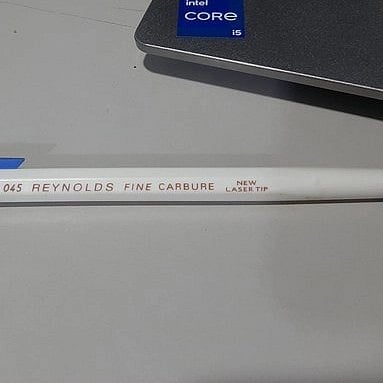 intel
CORE
i5
045 REYNOLDS FINE CARBURE NEW
LASER TIP